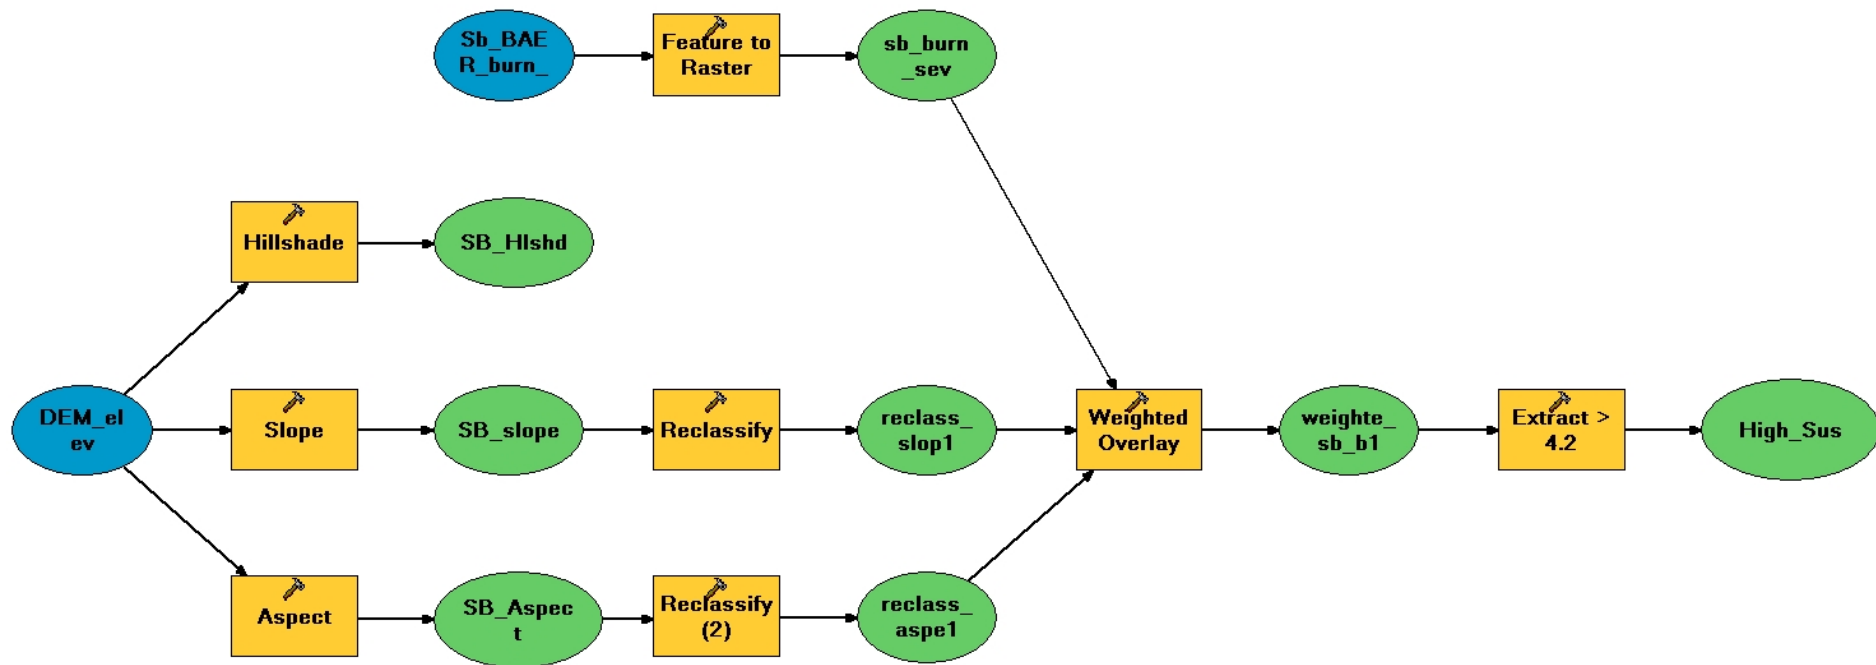 Sb_BAE
R_burn_
Feature to
Raster
sb_burn
_sev
Hillshade
SB_Hlshd
DEM_el
ev
Slope
SB_slope
Reclassify
reclass_
slop1
Weighted
Overlay
weighte_
sb_b1
Extract >
4.2
High_Sus
Aspect
SB_Aspec
t
Reclassify
(2)
reclass_
aspe1